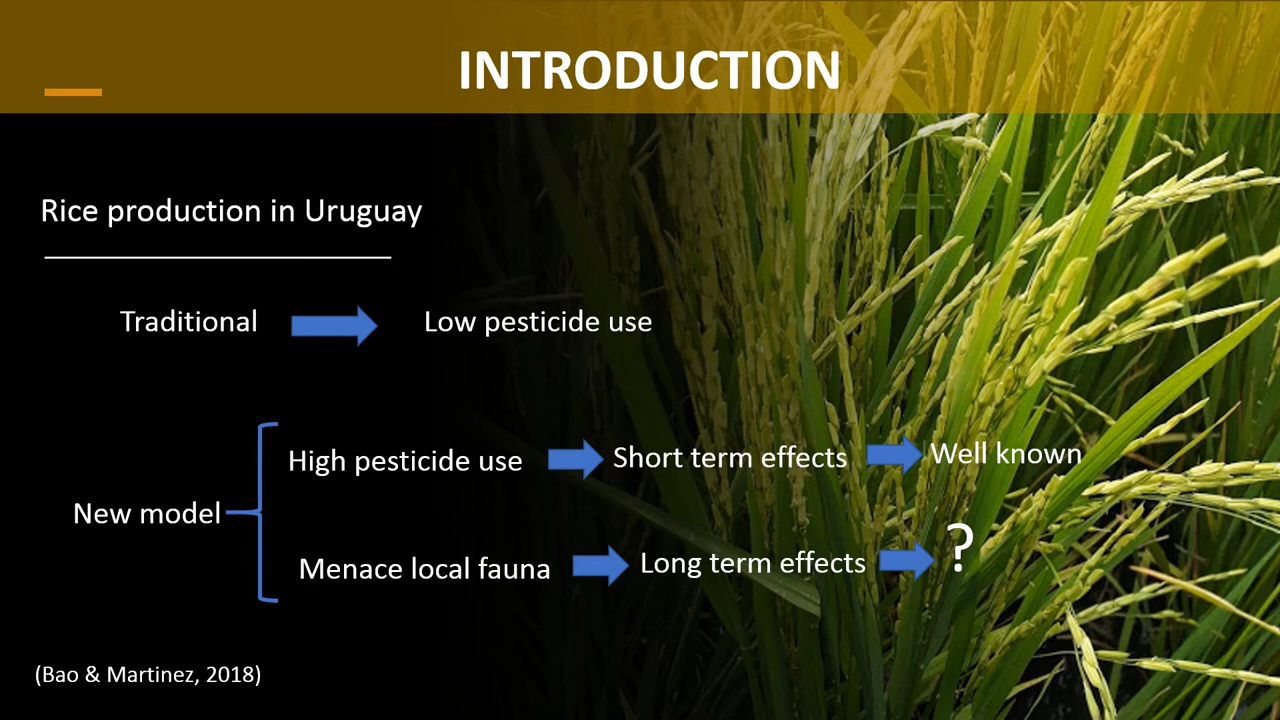 INTRODUCTION
Rice production in Uruguay
Traditional
Low pesticide use
High pesticide use
Short term effects
Well known
New model
Menace local fauna
Long term effects
?
(Bao & Martinez, 2018)